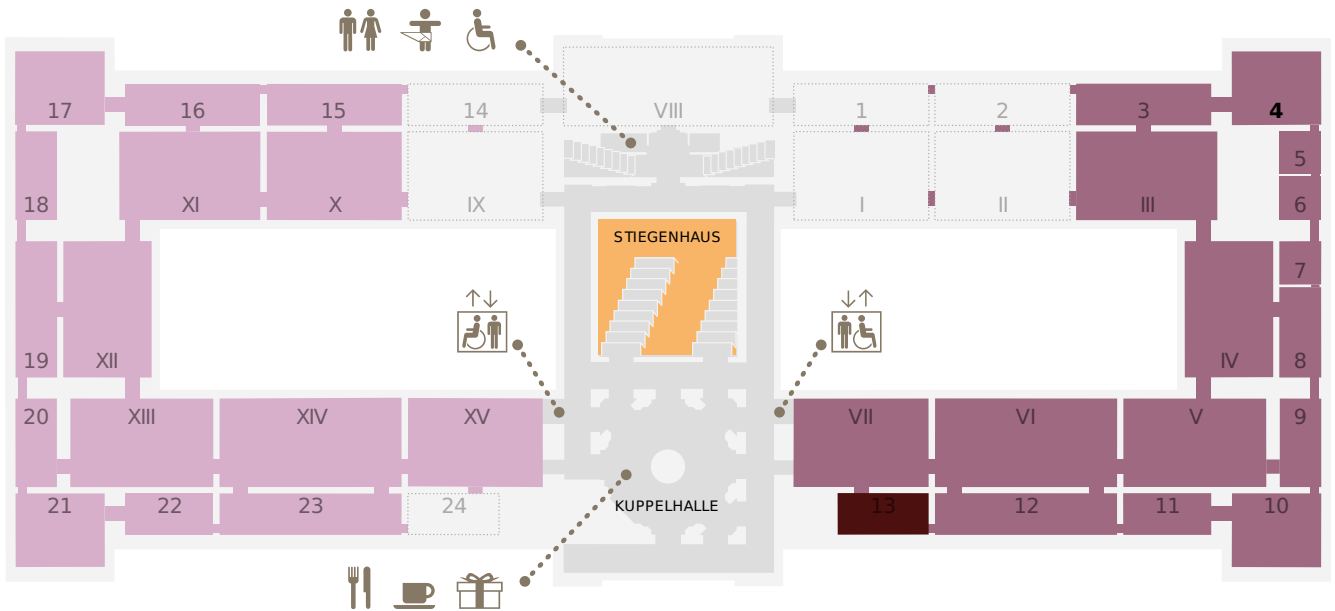 17 16 15 14 VIII 1 2 3 4
5
18 XI X IX I II III 6
STIEGENHAUS
7
19 XII IV 8
20 XIII XIV XV VII VI V 9
21 22 23 24 KUPPELHALLE 13 12 11 10